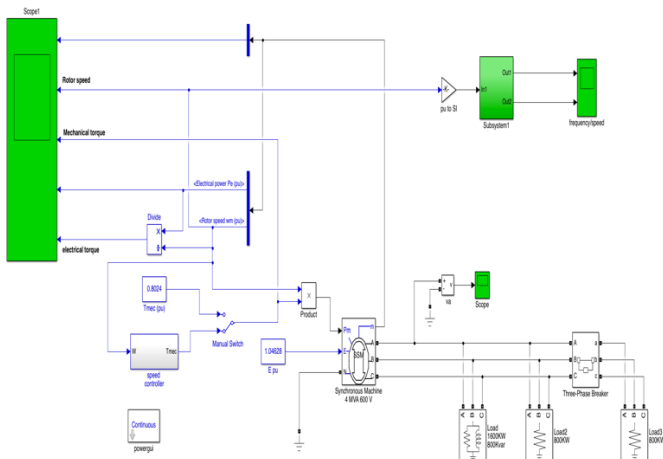 Scope1
Rotor speed
Mechanical torque
electrical torque
<Electrical power Pe (pu)>
<Rotor speed wm (pu)>
Divide
X
-K-
pu to SI
In1
Out1
Out2
Subsystem1
frequency/speed
0.8024
Tmec (pu)
Manual Switch
X
Product
W
Tmec
speed
controller
1.04628
E pu
Continuous
powergui
Pm
E
N
m
A
B
C
SSM
Synchronous Machine
4 MVA 600 V
+
-
v
va
Scope
A
B
C
a
b
c
Three-Phase Breaker
A B C
Load
1600KW
800Kvar
A B C
Load2
800KW
A B C
Load3
800KW